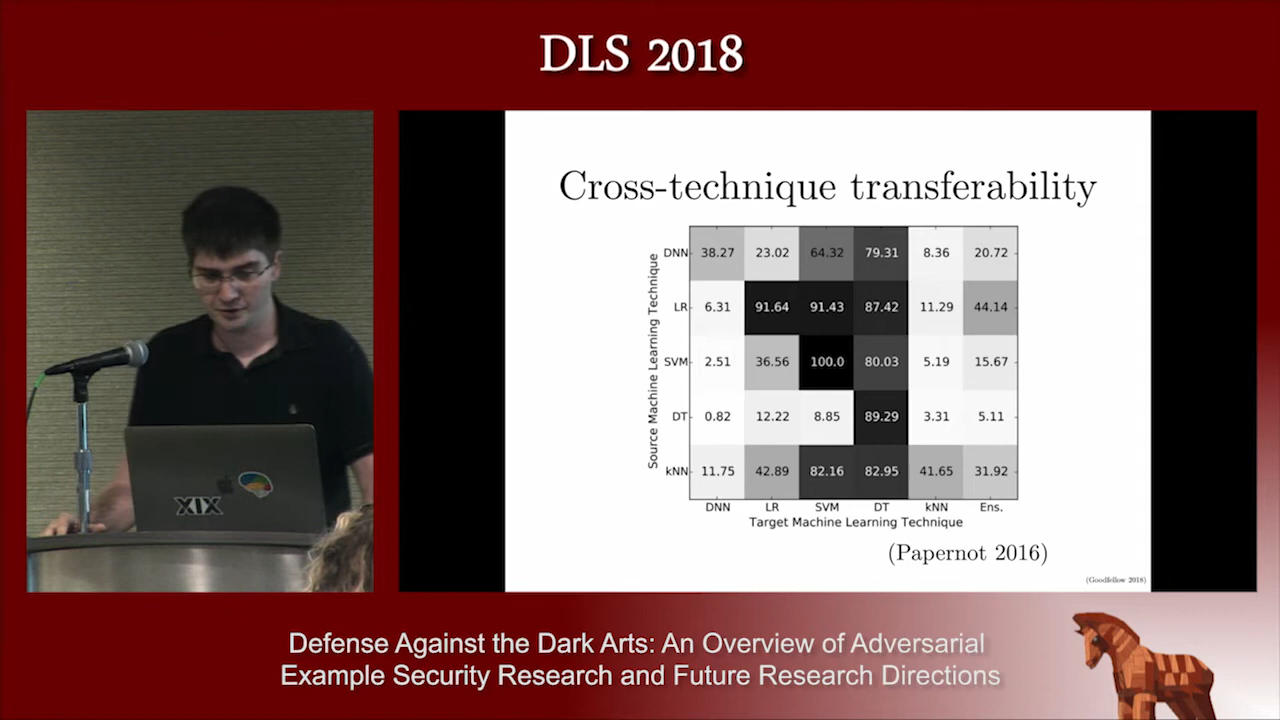 DLS 2018
XIX
Cross-technique transferability
Source Machine Learning Technique
DNN 38.27 23.02 64.32 79.31 8.36 20.72
LR 6.31 91.64 91.43 87.42 11.29 44.14
SVM 2.51 36.56 100.0 80.03 5.19 15.67
DT 0.82 12.22 8.85 89.29 3.31 5.11
kNN 11.75 42.89 82.16 82.95 41.65 31.92
DNN LR SVM DT kNN Ens.
Target Machine Learning Technique
(Papernot 2016)
(Goodfellow 2018)
Defense Against the Dark Arts: An Overview of Adversarial
Example Security Research and Future Research Directions